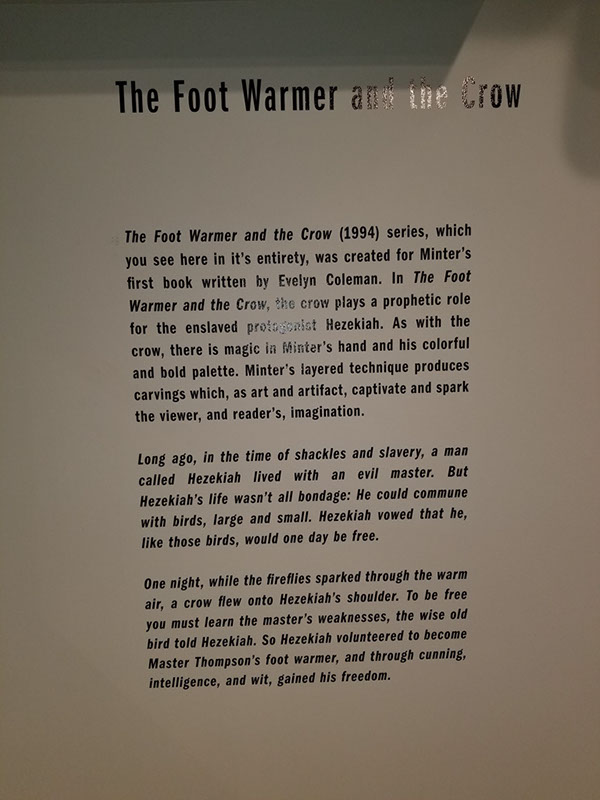 The Foot Warmer and the Crow
The Foot Warmer and the Crow (1994) series, which
you see here in it's entirety, was created for Minter's
first book written by Evelyn Coleman. In The Foot
Warmer and the Crow, the crow plays a prophetic role
for the enslaved protagonist Hezekiah. As with the
crow, there is magic in Minter's hand and his colorful
and bold palette. Minter's layered technique produces
carvings which, as art and artifact, captivate and spark
the viewer, and reader's, imagination.
Long ago, in the time of shackles and slavery, a man
called Hezekiah lived with an evil master. But
Hezekiah's life wasn't all bondage: He could commune
with birds, large and small. Hezekiah vowed that he,
like those birds, would one day be free.
One night, while the fireflies sparked through the warm
air, a crow flew onto Hezekiah's shoulder. To be free
you must learn the master's weaknesses, the wise old
bird told Hezekiah. So Hezekiah volunteered to become
Master Thompson's foot warmer, and through cunning,
intelligence, and wit, gained his freedom.